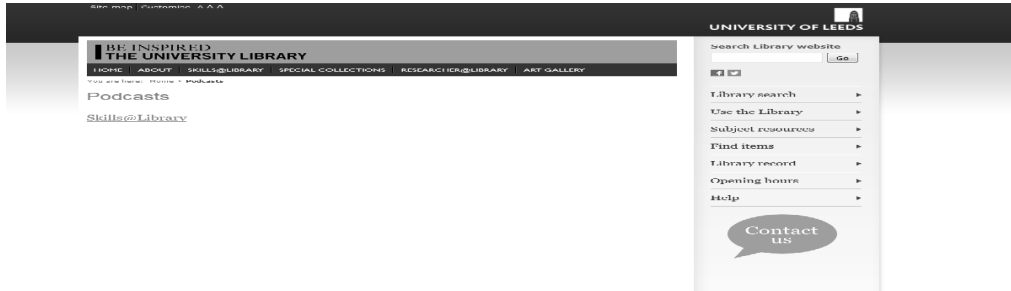 Site map | Customise A A A
UNIVERSITY OF LEEDS
BE INSPIRED
THE UNIVERSITY LIBRARY
HOME ABOUT SKILLS@LIBRARY SPECIAL COLLECTIONS RESEARCHER@LIBRARY ART GALLERY
You are here: Home > Podcasts
Podcasts
Skills@Library
Search Library website
Go
Library search
Use the Library
Subject resources
Find items
Library record
Opening hours
Help
Contact
us